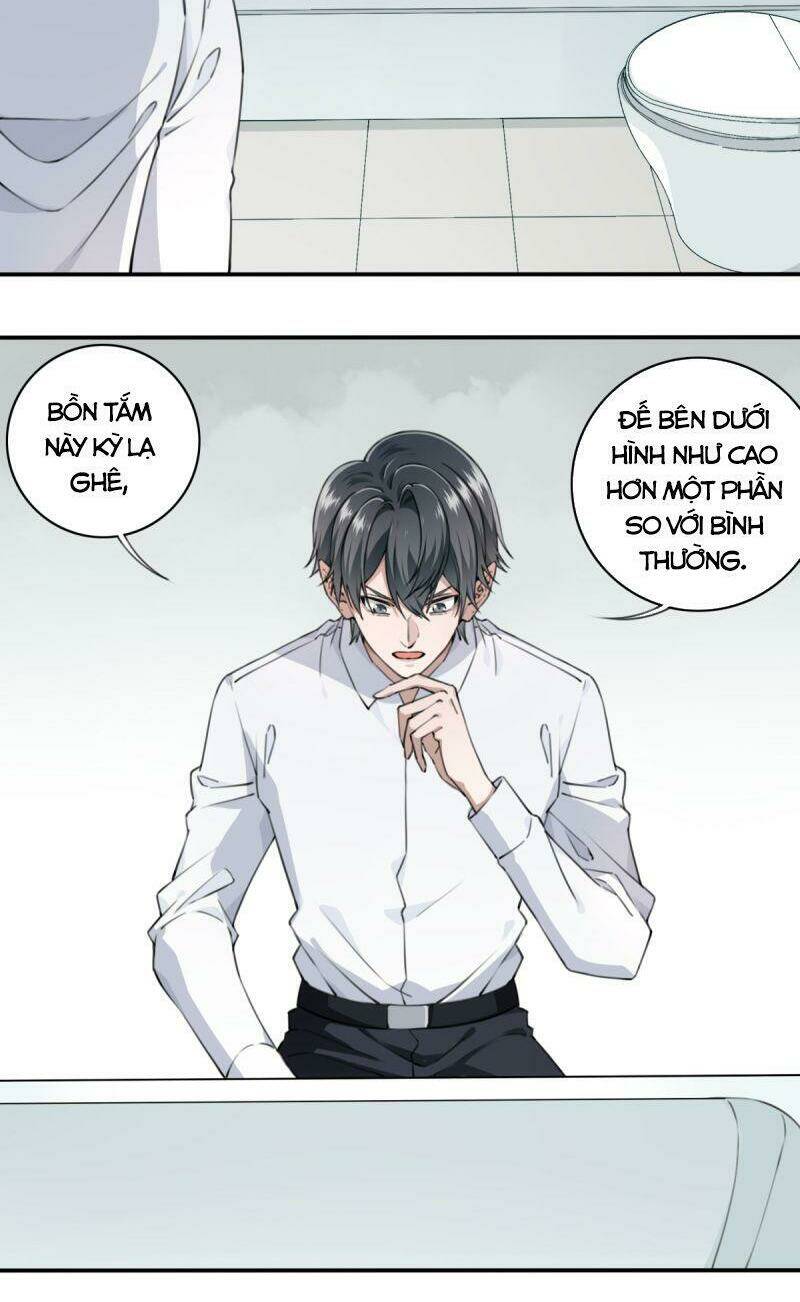 BỒN TẮM
NÀY KỲ LẠ
GHÊ,
ĐẾ BÊN DƯỚI
HÌNH NHƯ CAO
HƠN MỘT PHẦN
SO VỚI BÌNH
THƯỜNG.